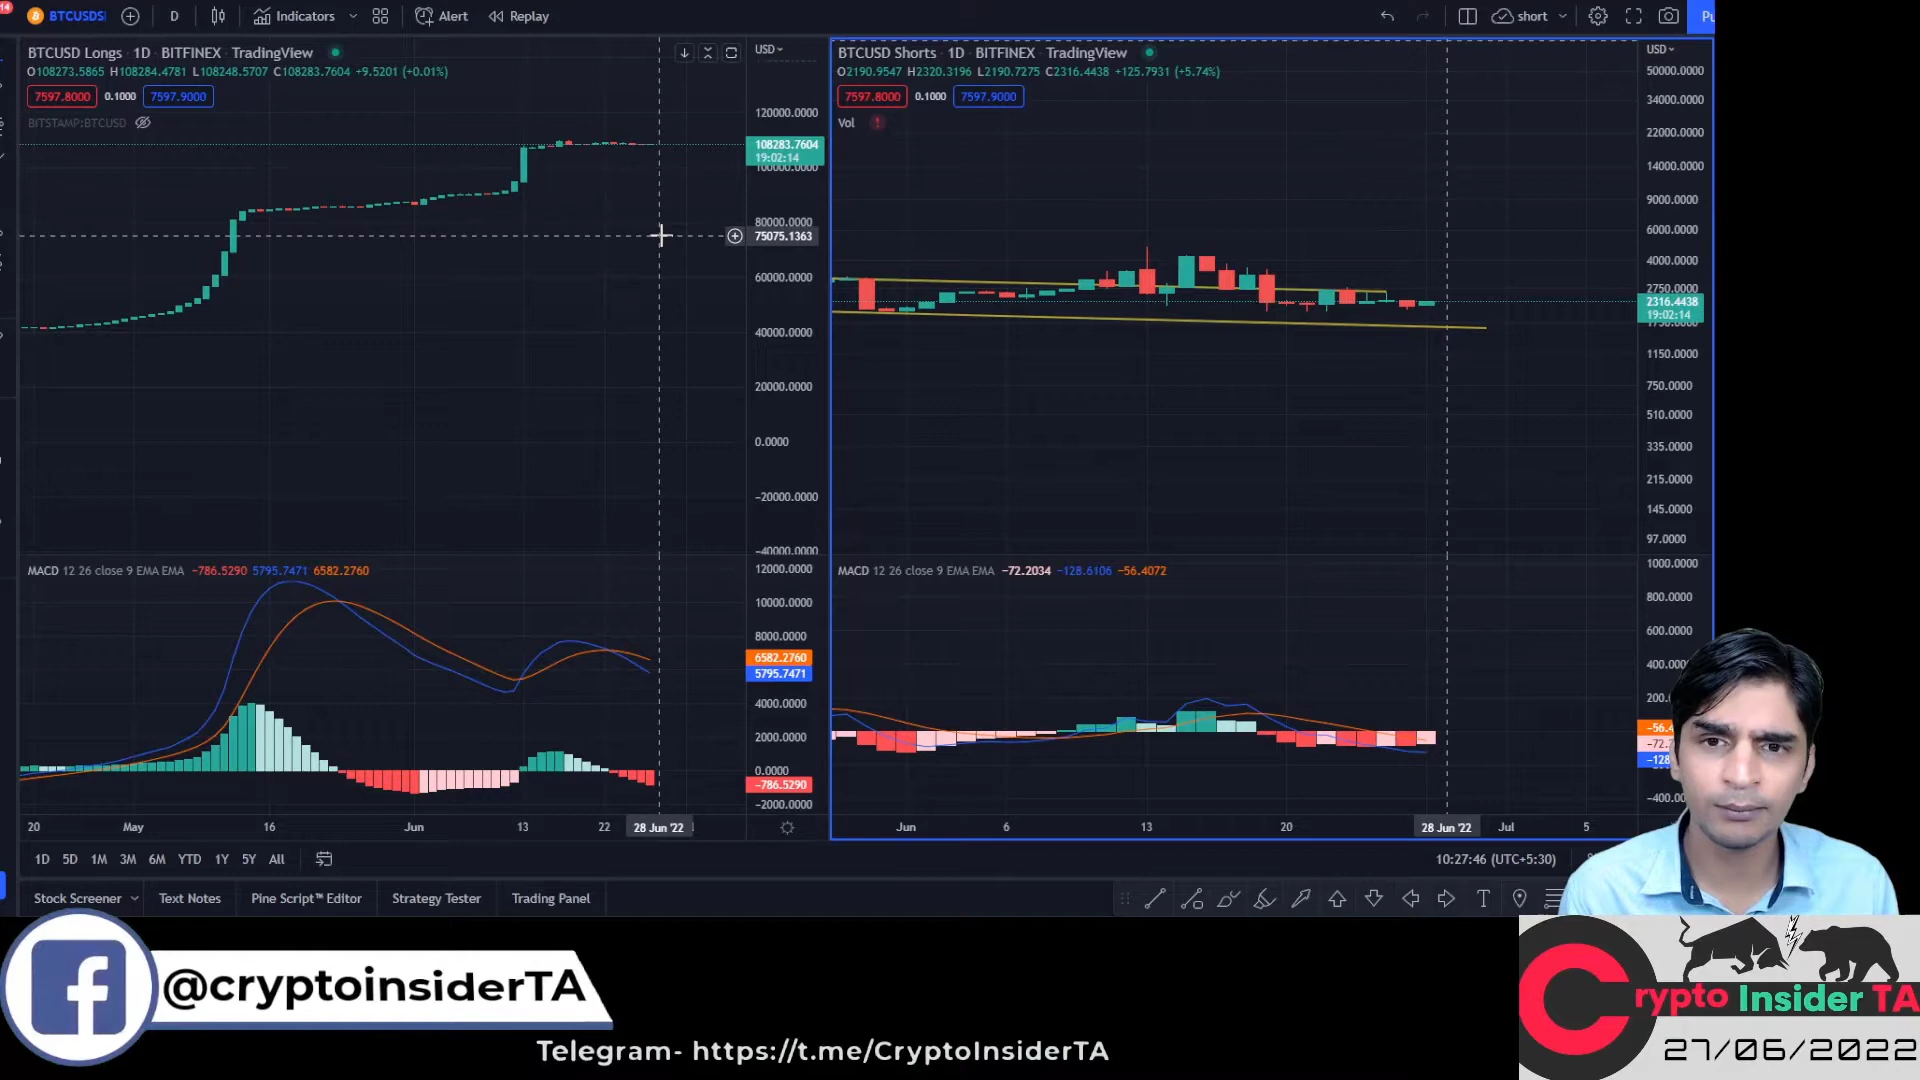 14
BTCUSDS
D
Indicators
Alert
Replay
short
BTCUSD Longs · 1D · BITFINEX · TradingView
USD
O108273.5865 H108284.4781 L108248.5707 C108283.7604 +9.5201 (+0.01%)
7597.8000 0.1000 7597.9000
BITSTAMP:BTCUSD
120000.0000
108283.7604
19:02:14
100000.0000
80000.0000
75075.1363
60000.0000
40000.0000
20000.0000
0.0000
−20000.0000
−40000.0000
MACD 12 26 close 9 EMA EMA −786.5290 5795.7471 6582.2760
12000.0000
10000.0000
8000.0000
6582.2760
5795.7471
4000.0000
2000.0000
0.0000
−786.5290
−2000.0000
20 May 16 Jun 13 22 28 Jun '22
BTCUSD Shorts · 1D · BITFINEX · TradingView
USD
O2190.9547 H2320.3196 L2190.7275 C2316.4438 +125.7931 (+5.74%)
7597.8000 0.1000 7597.9000
Vol
50000.0000
34000.0000
22000.0000
14000.0000
9000.0000
6000.0000
4000.0000
2750.0000
2316.4438
19:02:14
1750.0000
1150.0000
750.0000
510.0000
335.0000
215.0000
145.0000
97.0000
MACD 12 26 close 9 EMA EMA −72.2034 −128.6106 −56.4072
1000.0000
800.0000
600.0000
Jun 6 13 20 28 Jun '22 Jul 5
1D 5D 1M 3M 6M YTD 1Y 5Y All
10:27:46 (UTC+5:30)
Stock Screener
Text Notes
Pine Script™ Editor
Strategy Tester
Trading Panel
@cryptoinsiderTA
Telegram- https://t.me/CryptoInsiderTA
Crypto Insider TA
27/06/2022